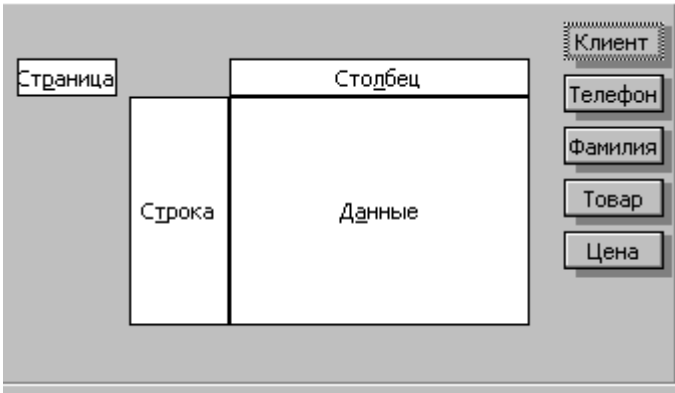 Клиент
Страница
Столбец
Телефон
Фамилия
Строка
Данные
Товар
Цена